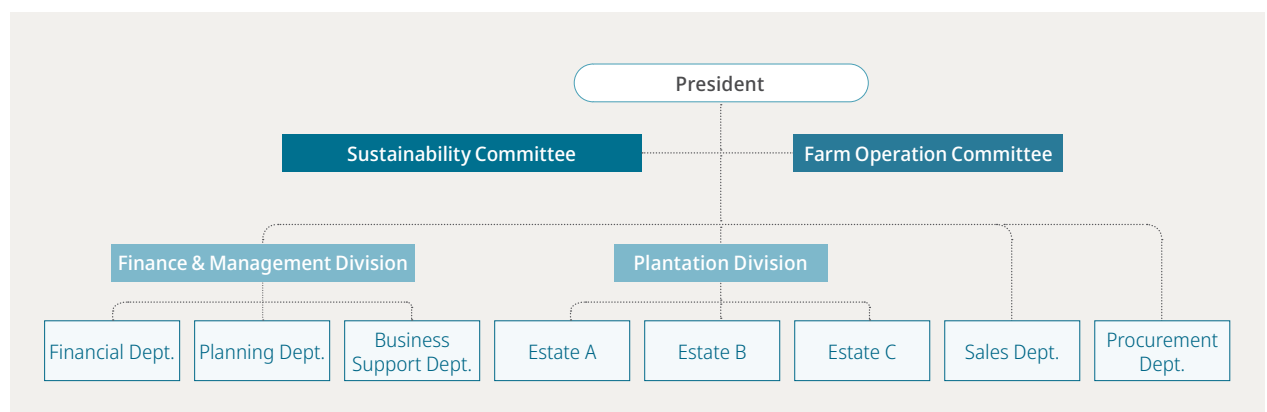 President
Sustainability Committee
Farm Operation Committee
Finance & Management Division
Plantation Division
Financial Dept.
Planning Dept.
Business
Support Dept.
Estate A
Estate B
Estate C
Sales Dept.
Procurement
Dept.